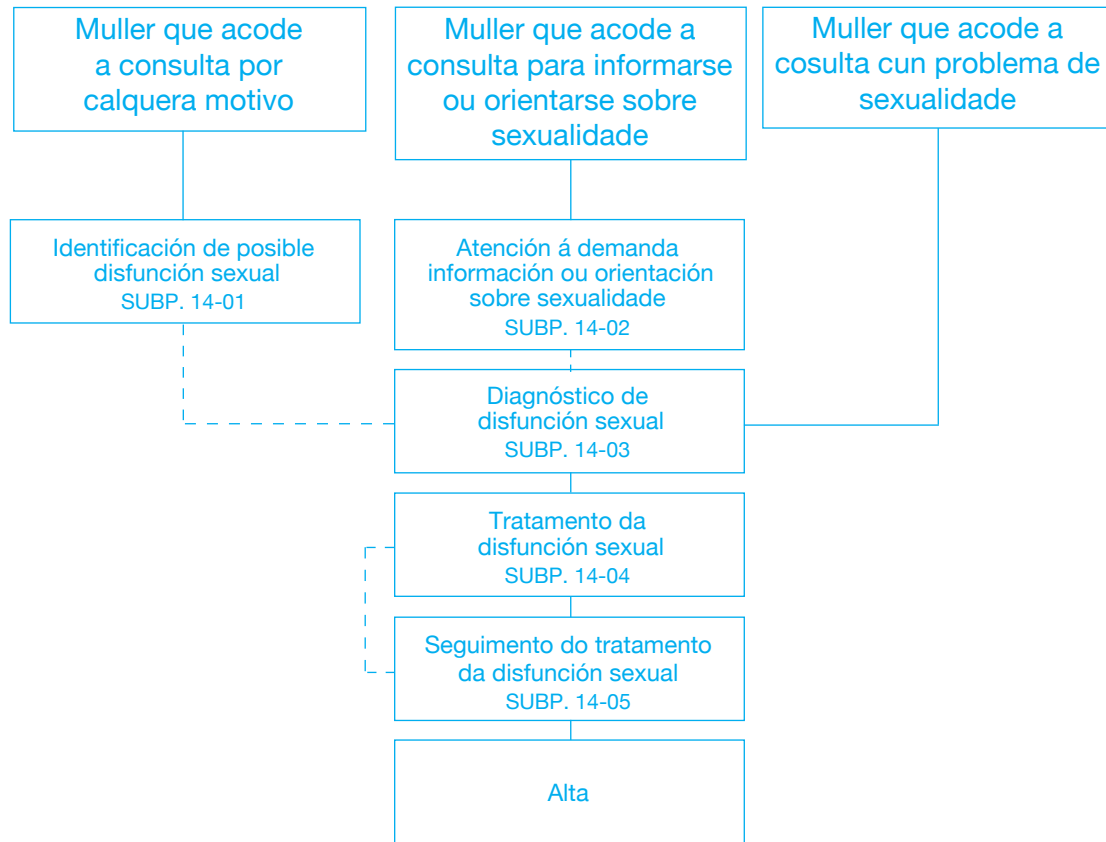 Muller que acode
a consulta por
calquera motivo
Muller que acode a
consulta para informarse
ou orientarse sobre
sexualidade
Muller que acode a
cosulta cun problema de
sexualidade
Identificación de posible
disfunción sexual
SUBP. 14-01
Atención á demanda
información ou orientación
sobre sexualidade
SUBP. 14-02
Diagnóstico de
disfunción sexual
SUBP. 14-03
Tratamento da
disfunción sexual
SUBP. 14-04
Seguimento do tratamento
da disfunción sexual
SUBP. 14-05
Alta